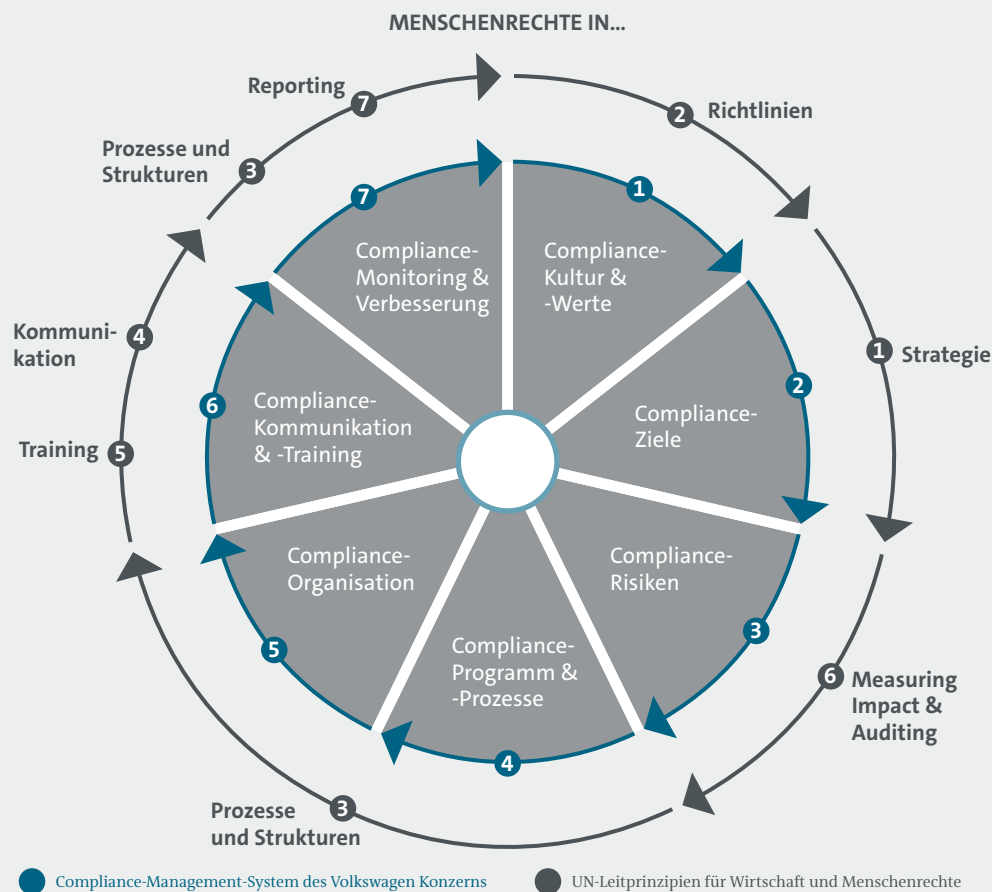 MENSCHENRECHTE IN...
2 Richtlinien
1 Strategie
6 Measuring
Impact &
Auditing
3 Prozesse
und Strukturen
5 Training
4 Kommuni-
kation
3 Prozesse und
Strukturen
7 Reporting
1
Compliance-
Kultur &
-Werte
2
Compliance-
Ziele
3
Compliance-
Risiken
4
Compliance-
Programm &
-Prozesse
5
Compliance-
Organisation
6
Compliance-
Kommunikation
& -Training
7
Compliance-
Monitoring &
Verbesserung
Compliance-Management-System des Volkswagen Konzerns
UN-Leitprinzipien für Wirtschaft und Menschenrechte